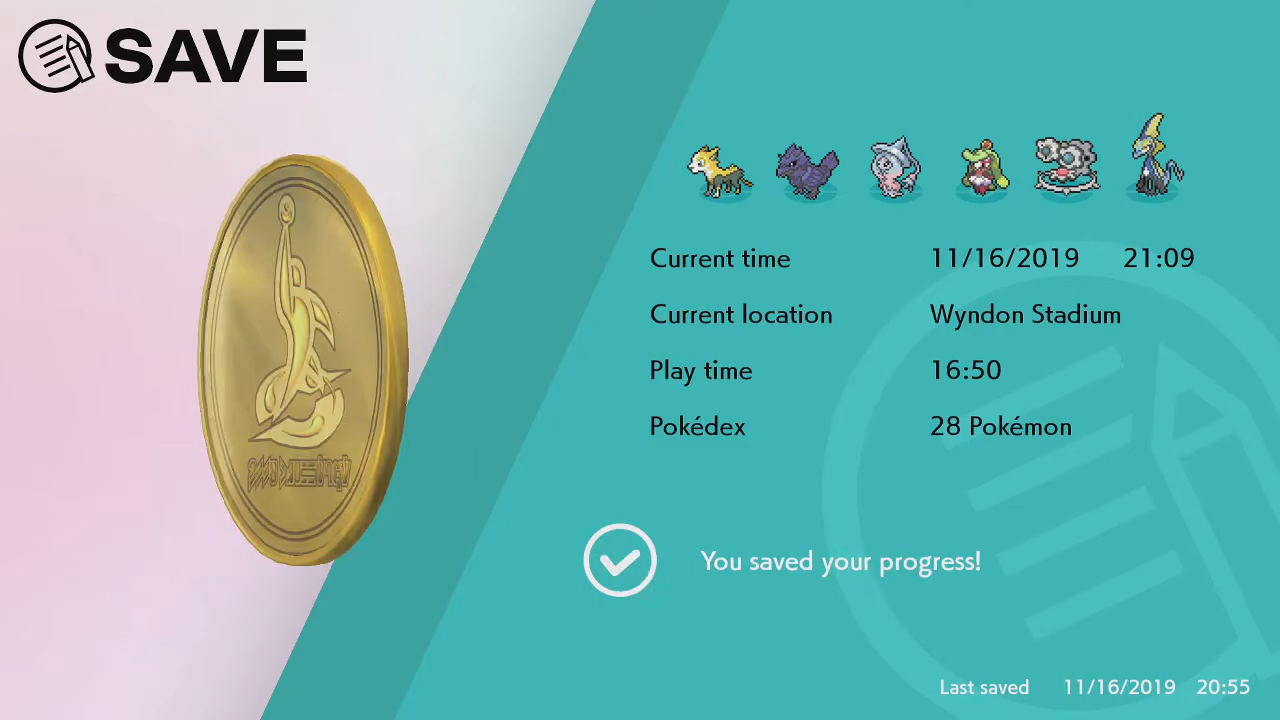 SAVE
Current time 11/16/2019 21:09
Current location Wyndon Stadium
Play time 16:50
Pokédex 28 Pokémon
You saved your progress!
Last saved 11/16/2019 20:55